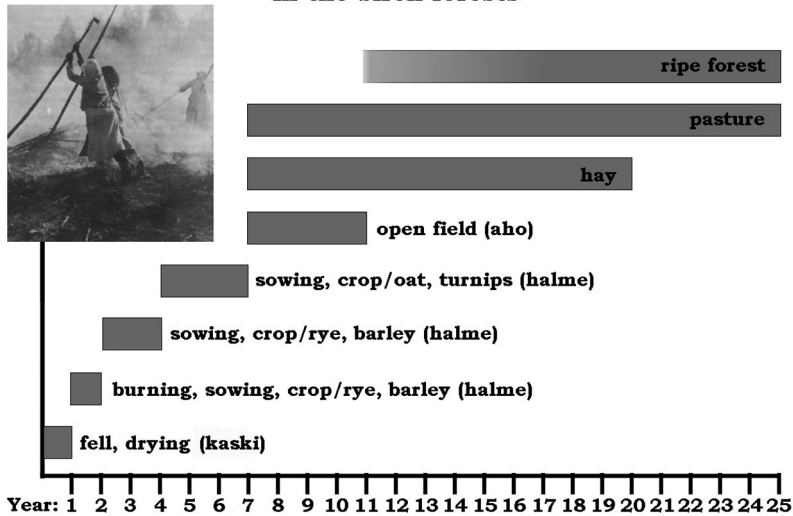 ripe forest
pasture
hay
open field (aho)
sowing, crop/oat, turnips (halme)
sowing, crop/rye, barley (halme)
burning, sowing, crop/rye, barley (halme)
fell, drying (kaski)
Year: 1 2 3 4 5 6 7 8 9 10 11 12 13 14 15 16 17 18 19 20 21 22 23 24 25